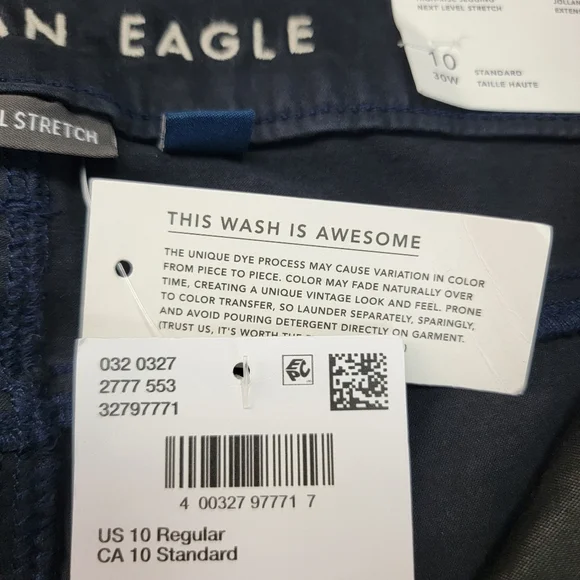 AN EAGLE
NEXT LEVEL STRETCH
10
30W
STANDARD
TAILLE HAUTE
L STRETCH
THIS WASH IS AWESOME
THE UNIQUE DYE PROCESS MAY CAUSE VARIATION IN COLOR
FROM PIECE TO PIECE. COLOR MAY FADE NATURALLY OVER
TIME, CREATING A UNIQUE VINTAGE LOOK AND FEEL. PRONE
TO COLOR TRANSFER, SO LAUNDER SEPARATELY, SPARINGLY,
AND AVOID POURING DETERGENT DIRECTLY ON GARMENT.
(TRUST US, IT'S WORTH THE
032 0327
2777 553
32797771
EPC
4 00327 97771 7
US 10 Regular
CA 10 Standard